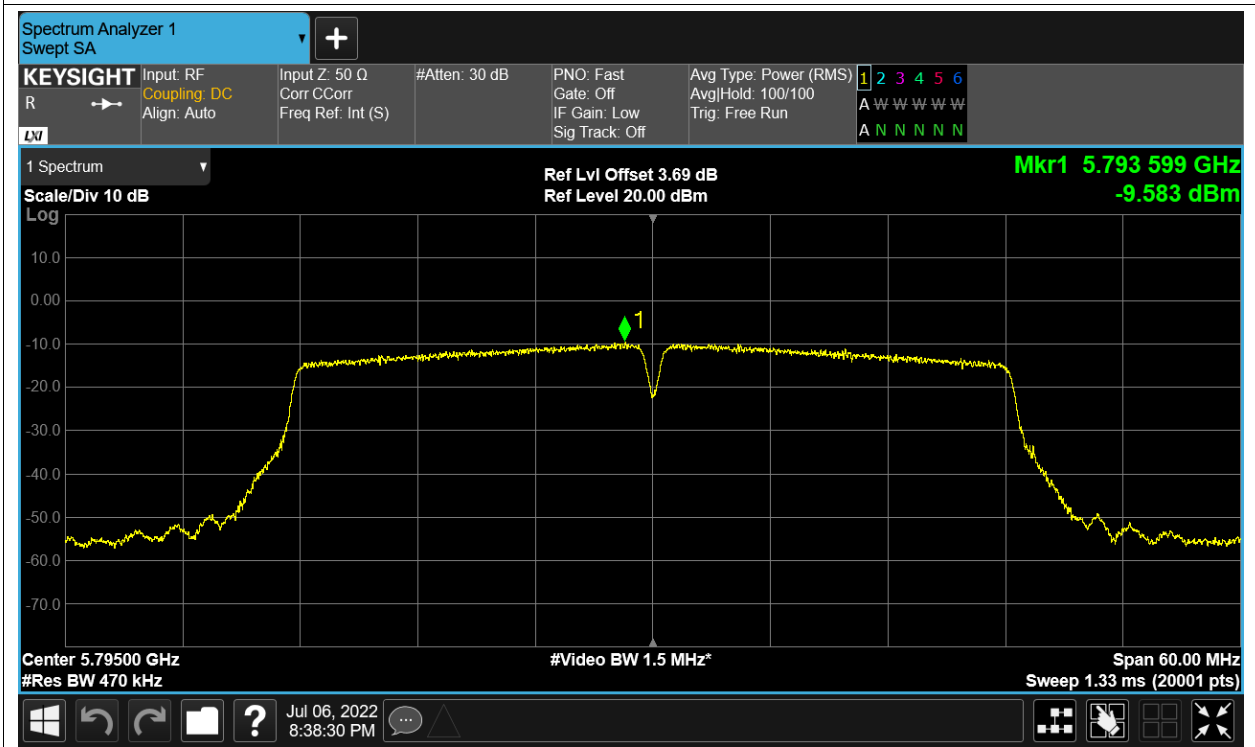 Spectrum Analyzer 1
Swept SA
KEYSIGHT
R
LXI
Input: RF
Coupling: DC
Align: Auto
Input Z: 50 Ω
Corr CCorr
Freq Ref: Int (S)
#Atten: 30 dB
PNO: Fast
Gate: Off
IF Gain: Low
Sig Track: Off
Avg Type: Power (RMS)
Avg|Hold: 100/100
Trig: Free Run
1 2 3 4 5 6
A W W W W W
A N N N N N
1 Spectrum
Scale/Div 10 dB
Log
Ref Lvl Offset 3.69 dB
Ref Level 20.00 dBm
Mkr1 5.793 599 GHz
-9.583 dBm
10.0
0.00
1
-10.0
-20.0
-30.0
-40.0
-50.0
-60.0
-70.0
Center 5.79500 GHz
#Res BW 470 kHz
#Video BW 1.5 MHz*
Span 60.00 MHz
Sweep 1.33 ms (20001 pts)
?
Jul 06, 2022
8:38:30 PM